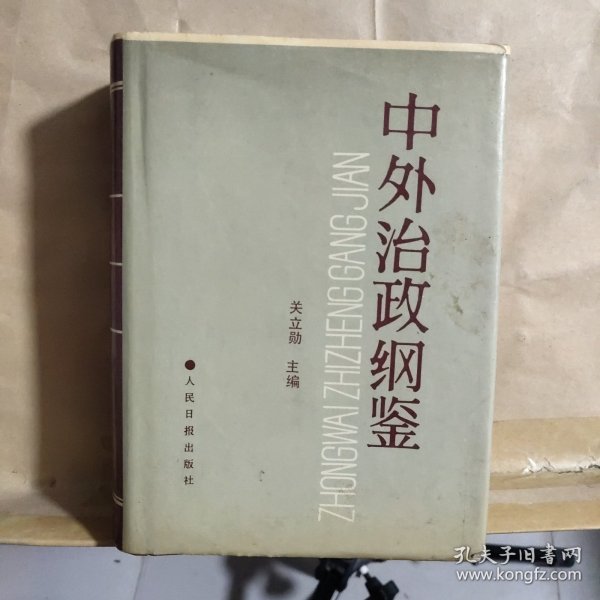 中外治政纲鉴
ZHONGWAI ZHIZHENG GANG JIAN
关立勋 主编
人民日报出版社
孔夫子旧书网
www.kongfz.com